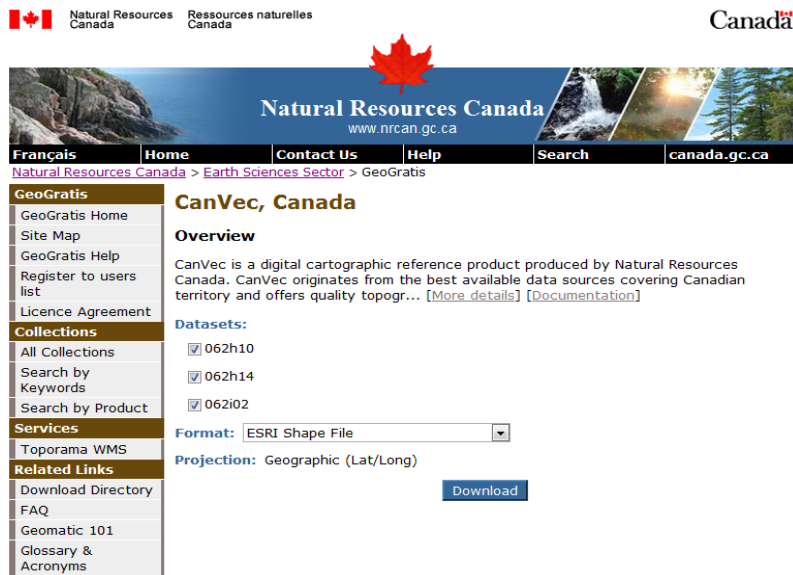 Natural Resources Canada
Ressources naturelles Canada
Canada
Natural Resources Canada
www.nrcan.gc.ca
Français Home Contact Us Help Search canada.gc.ca
Natural Resources Canada > Earth Sciences Sector > GeoGratis
GeoGratis
GeoGratis Home
Site Map
GeoGratis Help
Register to users
list
Licence Agreement
Collections
All Collections
Search by
Keywords
Search by Product
Services
Toporama WMS
Related Links
Download Directory
FAQ
Geomatic 101
Glossary &
Acronyms
CanVec, Canada
Overview
CanVec is a digital cartographic reference product produced by Natural Resources
Canada. CanVec originates from the best available data sources covering Canadian
territory and offers quality topogr... [More details] [Documentation]
Datasets:
062h10
062h14
062i02
Format: ESRI Shape File
Projection: Geographic (Lat/Long)
Download